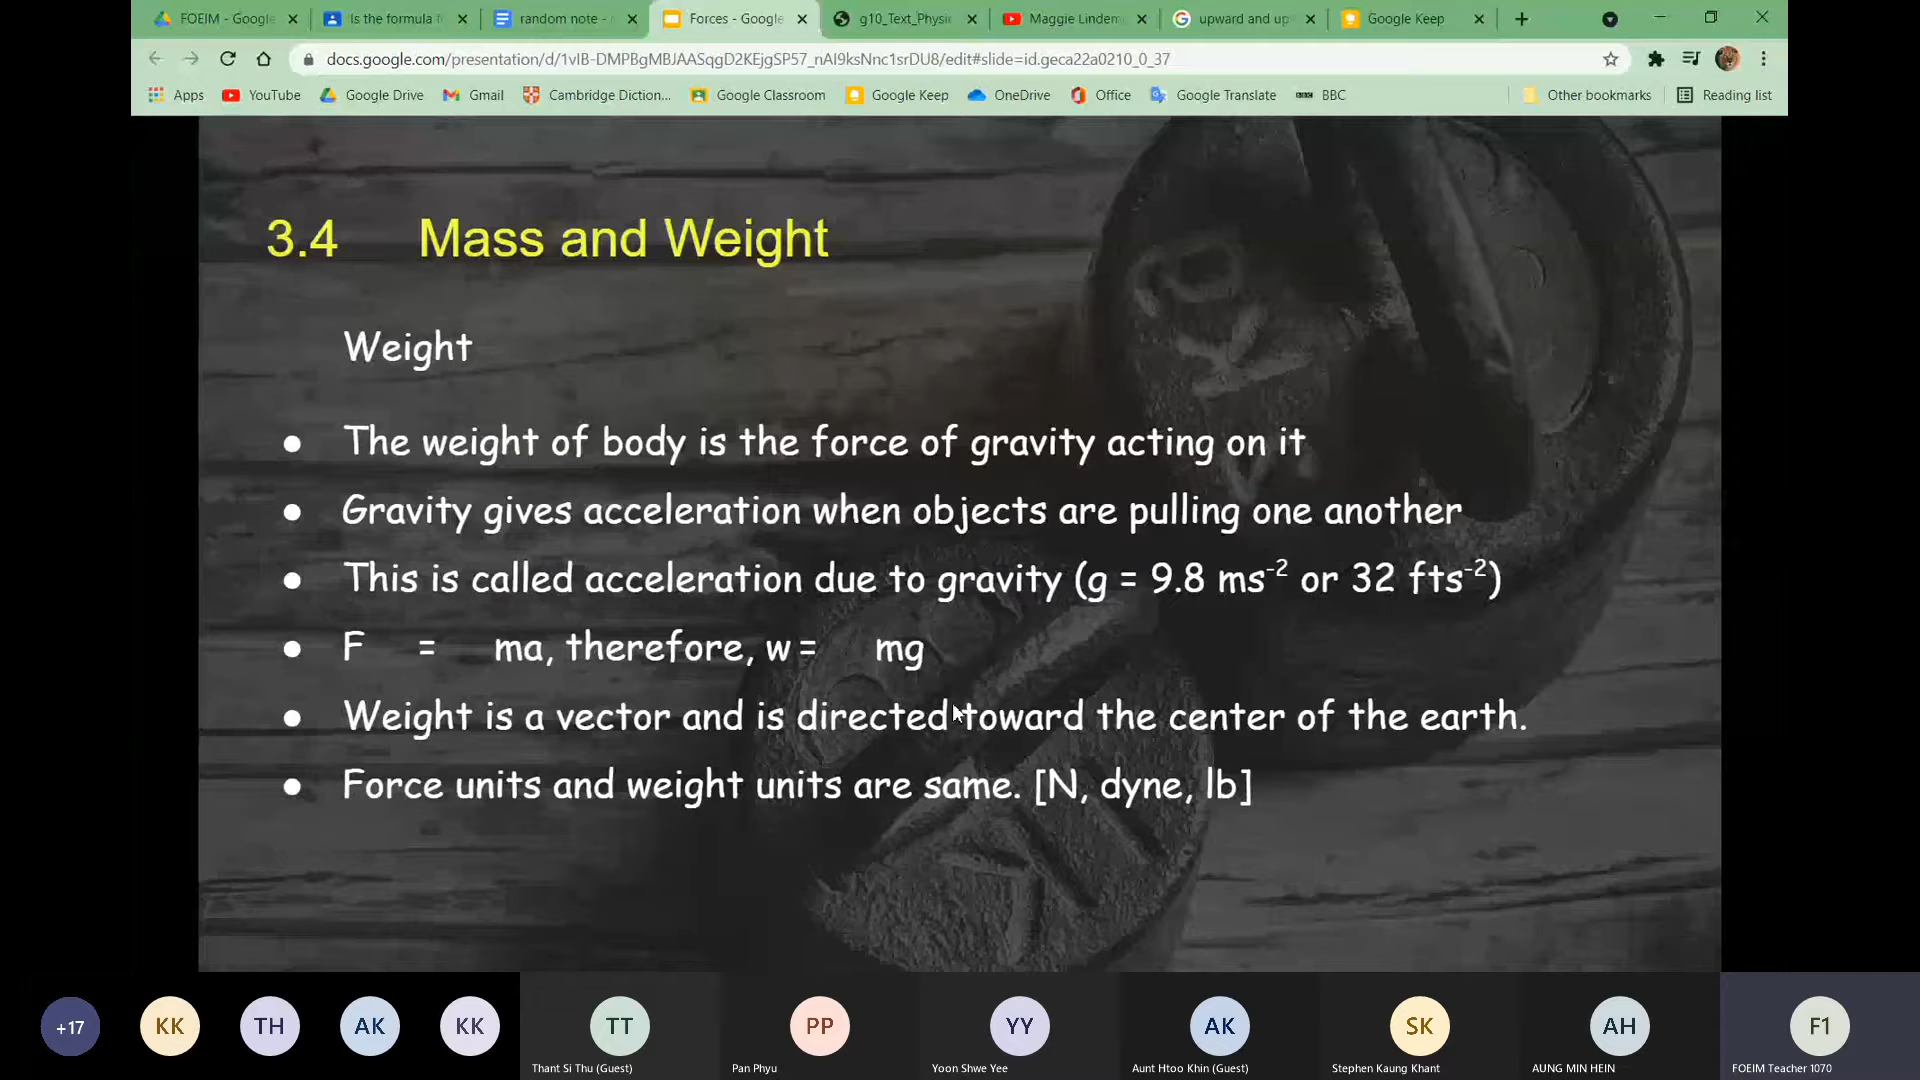 FOEIM - Google
Is the formula f
random note -
Forces - Google
g10_Text_Physi
Maggie Lindem
upward and up
Google Keep
docs.google.com/presentation/d/1vIB-DMPBgMBJAASqgD2KEjgSP57_nAI9ksNnc1srDU8/edit#slide=id.geca22a0210_0_37
Apps
YouTube
Google Drive
Gmail
Cambridge Diction...
Google Classroom
Google Keep
OneDrive
Office
Google Translate
BBC
Other bookmarks
Reading list
3.4 Mass and Weight
Weight
● The weight of body is the force of gravity acting on it
● Gravity gives acceleration when objects are pulling one another
● This is called acceleration due to gravity (g = 9.8 ms⁻² or 32 fts⁻²)
● F = ma, therefore, w = mg
● Weight is a vector and is directed toward the center of the earth.
● Force units and weight units are same. [N, dyne, lb]
+17
KK
TH
AK
KK
TT
PP
YY
AK
SK
AH
F1
Thant Si Thu (Guest)
Pan Phyu
Yoon Shwe Yee
Aunt Htoo Khin (Guest)
Stephen Kaung Khant
AUNG MIN HEIN
FOEIM Teacher 1070